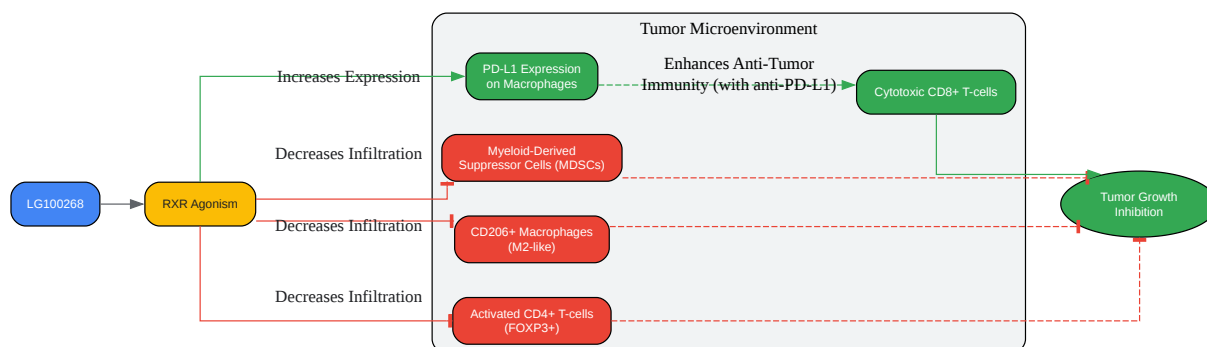 Tumor Microenvironment
Increases Expression
PD-L1 Expression
on Macrophages
Enhances Anti-Tumor
Immunity (with anti-PD-L1)
Cytotoxic CD8+ T-cells
Decreases Infiltration
Myeloid-Derived
Suppressor Cells (MDSCs)
LG100268
RXR Agonism
Tumor Growth
Inhibition
Decreases Infiltration
CD206+ Macrophages
(M2-like)
Decreases Infiltration
Activated CD4+ T-cells
(FOXP3+)